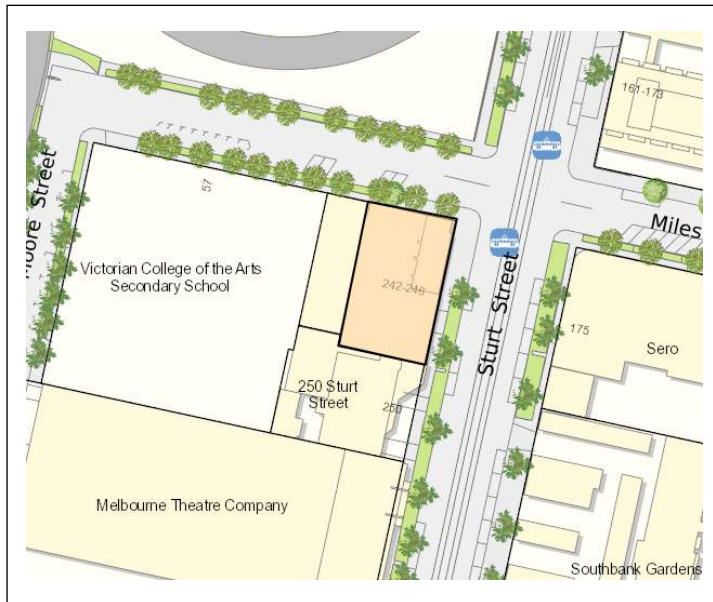 161-173
Moore Street
57
Miles
Victorian College of the Arts
Secondary School
242-246
Sturt Street
175
Sero
250 Sturt
Street
250
Melbourne Theatre Company
Southbank Gardens